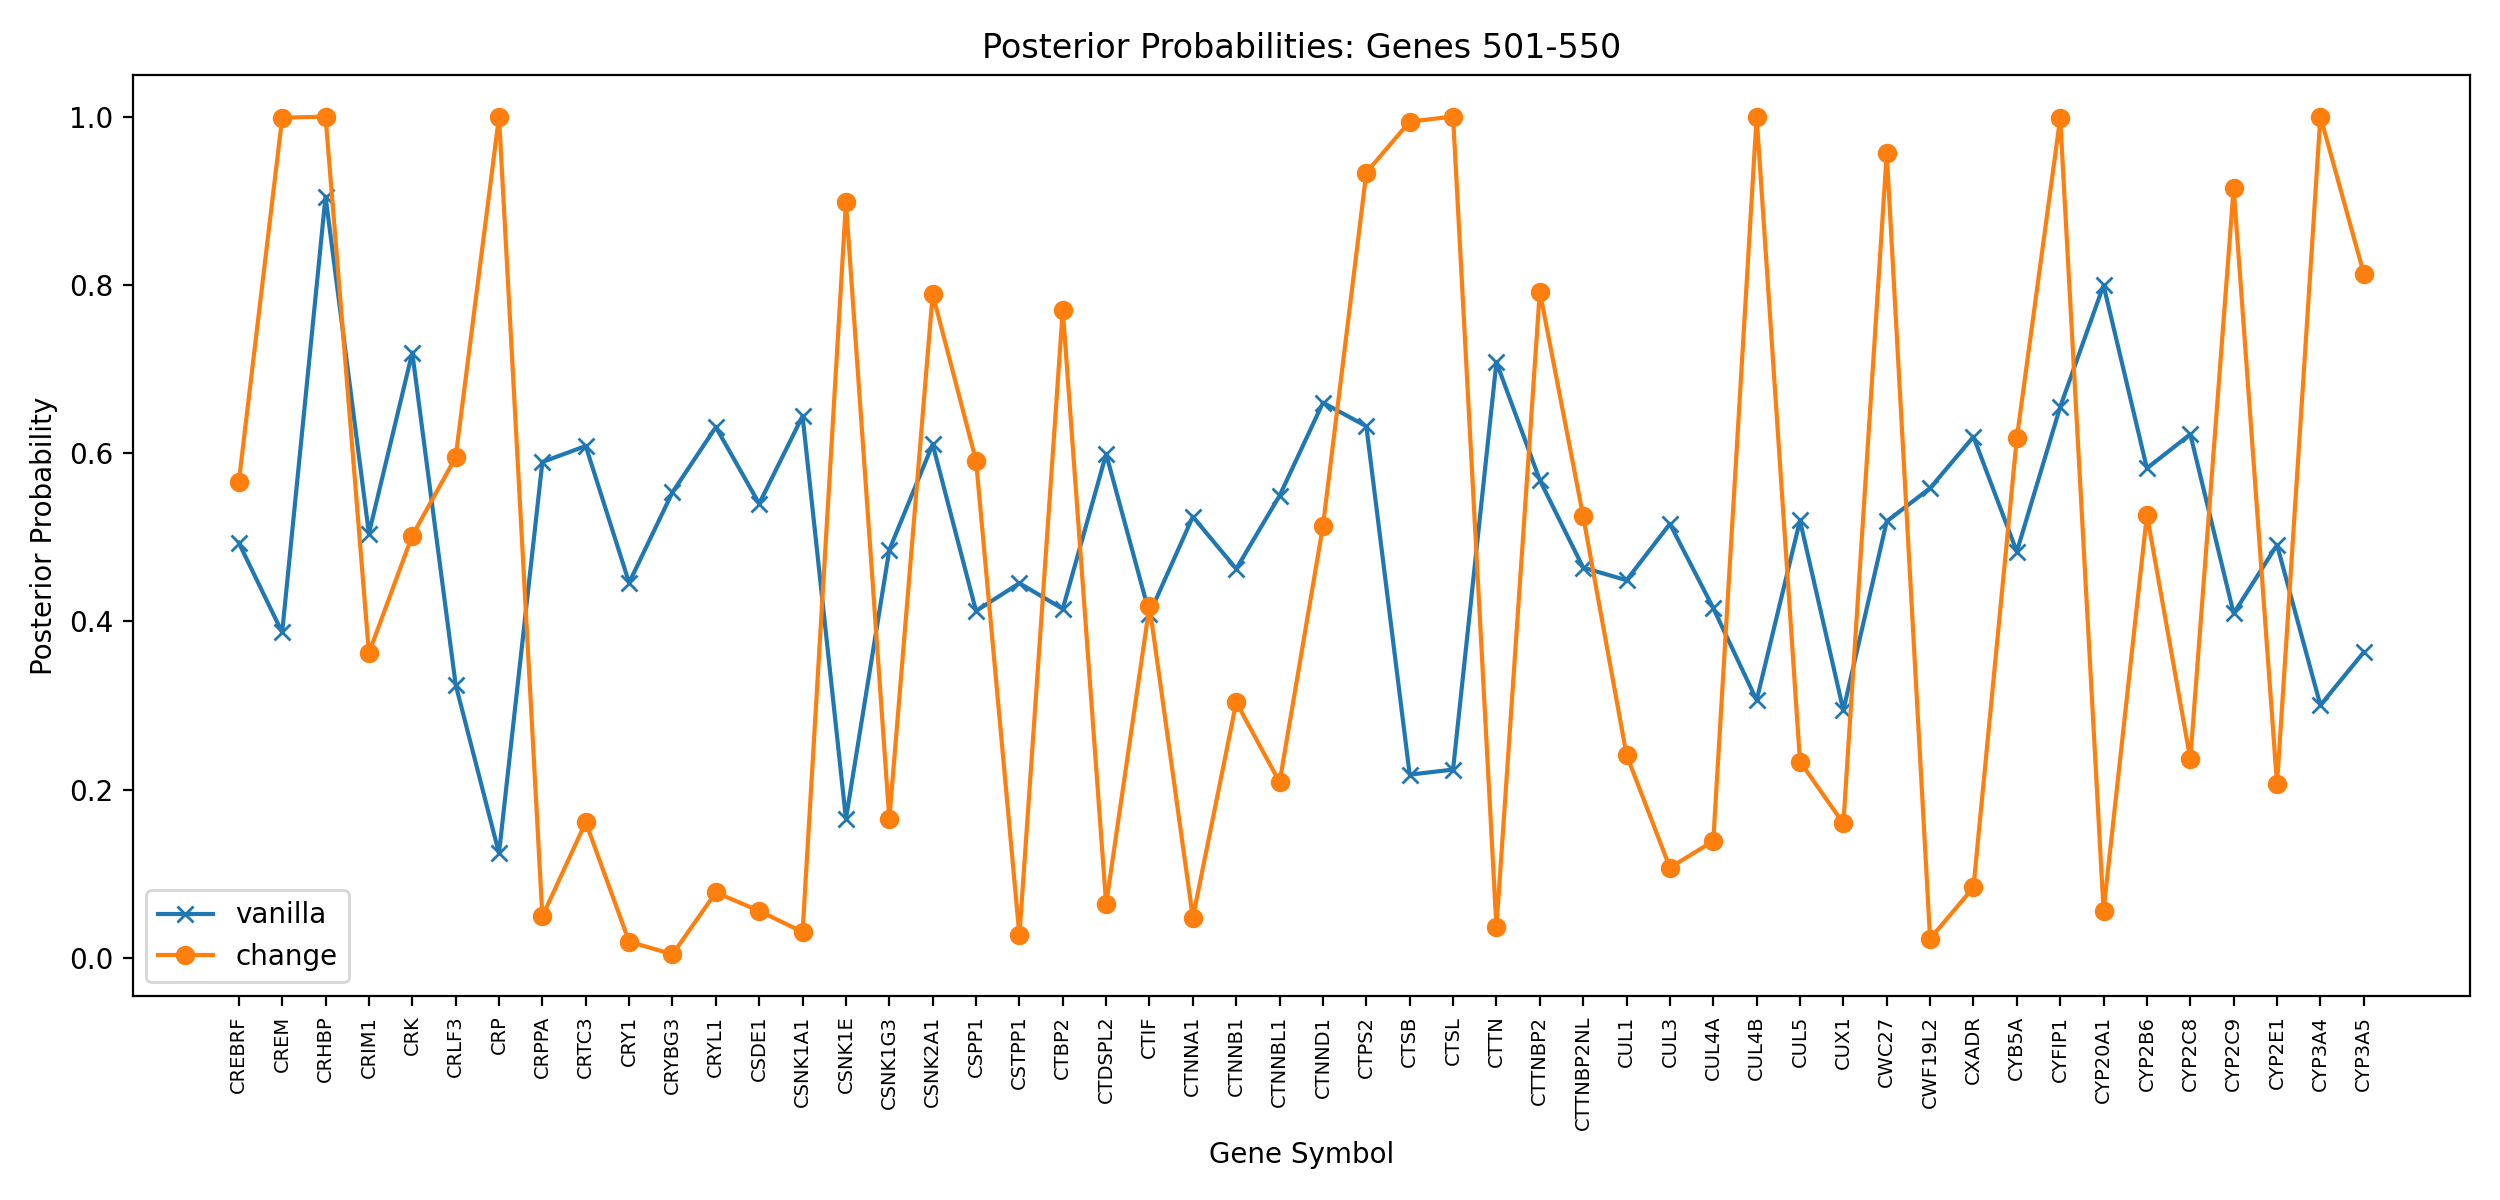 Posterior Probabilities: Genes 501-550
1.0
0.8
0.6
0.4
0.2
0.0
Posterior Probability
vanilla
change
CREBRF
CREM
CRHBP
CRIM1
CRK
CRLF3
CRP
CRPPA
CRTC3
CRY1
CRYBG3
CRYL1
CSDE1
CSNK1A1
CSNK1E
CSNK1G3
CSNK2A1
CSPP1
CSTPP1
CTBP2
CTDSPL2
CTIF
CTNNA1
CTNNB1
CTNNBL1
CTNND1
CTPS2
CTSB
CTSL
CTTN
CTTNBP2
CTTNBP2NL
CUL1
CUL3
CUL4A
CUL4B
CUL5
CUX1
CWC27
CWF19L2
CXADR
CYB5A
CYFIP1
CYP20A1
CYP2B6
CYP2C8
CYP2C9
CYP2E1
CYP3A4
CYP3A5
Gene Symbol